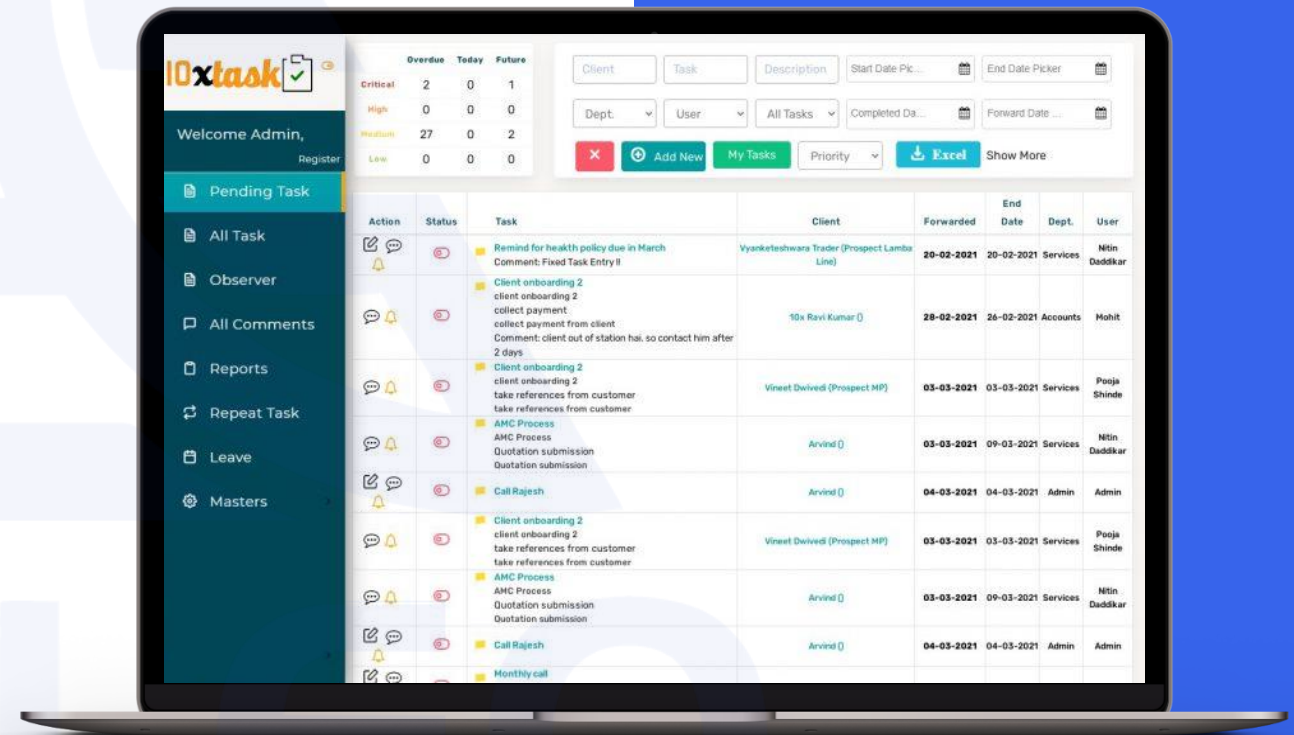 10xtask
Welcome Admin,
Register
Pending Task
All Task
Observer
All Comments
Reports
Repeat Task
Leave
Masters
Overdue Today Future
Critical 2 0 1
High 0 0 0
Medium 27 0 2
Low 0 0 0
Client Task Description Start Date Pic... End Date Picker
Dept. User All Tasks Completed Da... Forward Date ...
× Add New My Tasks Priority Excel Show More
Action Status Task Client Forwarded End Date Dept. User
Remind for heakth policy due in March
Comment: Fixed Task Entry !!
Vyanketeshwara Trader (Prospect Lamba
Line)
20-02-2021 20-02-2021 Services Nitin
Daddikar
Client onboarding 2
client onboarding 2
collect payment
collect payment from client
Comment: client out of station hai. so contact him after
2 days
10x Ravi Kumar () 28-02-2021 26-02-2021 Accounts Mohit
Client onboarding 2
client onboarding 2
take references from customer
take references from customer
Vineet Dwivedi (Prospect MP) 03-03-2021 03-03-2021 Services Pooja
Shinde
AMC Process
AMC Process
Quotation submission
Quotation submission
Arvind () 03-03-2021 09-03-2021 Services Nitin
Daddikar
Call Rajesh Arvind () 04-03-2021 04-03-2021 Admin Admin
Client onboarding 2
client onboarding 2
take references from customer
take references from customer
Vineet Dwivedi (Prospect MP) 03-03-2021 03-03-2021 Services Pooja
Shinde
AMC Process
AMC Process
Quotation submission
Quotation submission
Arvind () 03-03-2021 09-03-2021 Services Nitin
Daddikar
Call Rajesh Arvind () 04-03-2021 04-03-2021 Admin Admin
Monthly call